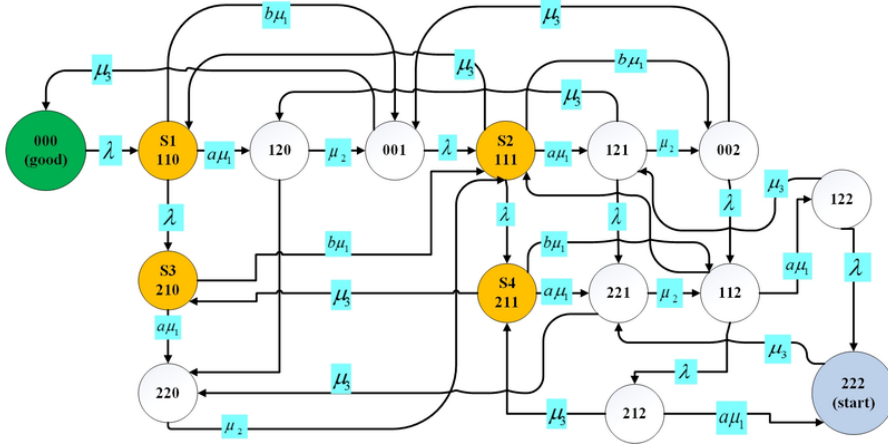 bμ₁
μ₃
μ₃
μ₃
bμ₁
μ₃
000
(good)
λ
S1
110
aμ₁
120
μ₂
001
λ
S2
111
aμ₁
121
μ₂
002
μ₃
122
λ
λ
λ
λ
bμ₁
bμ₁
aμ₁
λ
S3
210
μ₃
S4
211
aμ₁
221
μ₂
112
aμ₁
μ₃
μ₃
λ
220
222
(start)
μ₂
μ₃
212
aμ₁